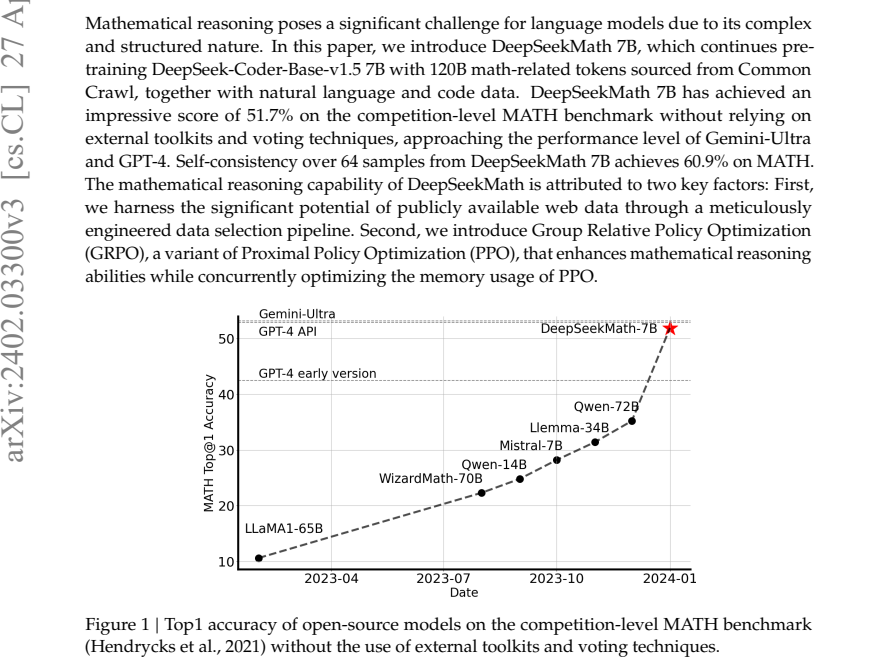 arXiv:2402.03300v3 [cs.CL] 27 Ap
Mathematical reasoning poses a significant challenge for language models due to its complex
and structured nature. In this paper, we introduce DeepSeekMath 7B, which continues pre-
training DeepSeek-Coder-Base-v1.5 7B with 120B math-related tokens sourced from Common
Crawl, together with natural language and code data. DeepSeekMath 7B has achieved an
impressive score of 51.7% on the competition-level MATH benchmark without relying on
external toolkits and voting techniques, approaching the performance level of Gemini-Ultra
and GPT-4. Self-consistency over 64 samples from DeepSeekMath 7B achieves 60.9% on MATH.
The mathematical reasoning capability of DeepSeekMath is attributed to two key factors: First,
we harness the significant potential of publicly available web data through a meticulously
engineered data selection pipeline. Second, we introduce Group Relative Policy Optimization
(GRPO), a variant of Proximal Policy Optimization (PPO), that enhances mathematical reasoning
abilities while concurrently optimizing the memory usage of PPO.
Gemini-Ultra
DeepSeekMath-7B
GPT-4 API
50
GPT-4 early version
40
Qwen-72B
Llemma-34B
Mistral-7B
30
Qwen-14B
WizardMath-70B
20
LLaMA1-65B
10
MATH Top@1 Accuracy
2023-04 2023-07 2023-10 2024-01
Date
Figure 1 | Top1 accuracy of open-source models on the competition-level MATH benchmark
(Hendrycks et al., 2021) without the use of external toolkits and voting techniques.